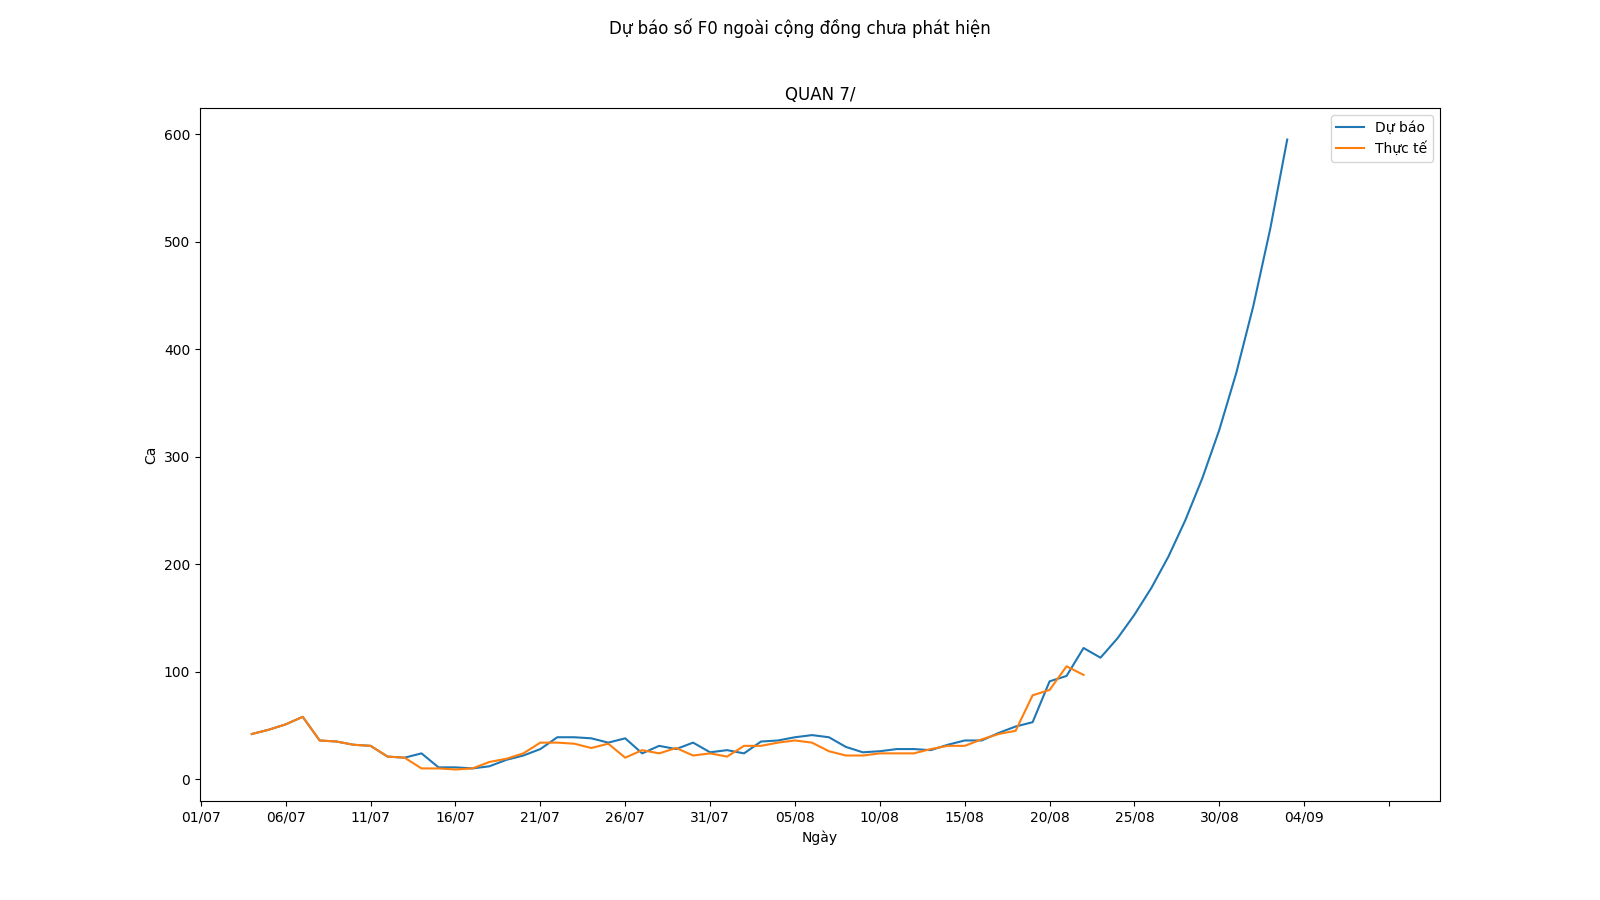 Dự báo số F0 ngoài cộng đồng chưa phát hiện
QUAN 7/
Dự báo
Thực tế
600
500
400
300
200
100
0
Ca
01/07 06/07 11/07 16/07 21/07 26/07 31/07 05/08 10/08 15/08 20/08 25/08 30/08 04/09
Ngày